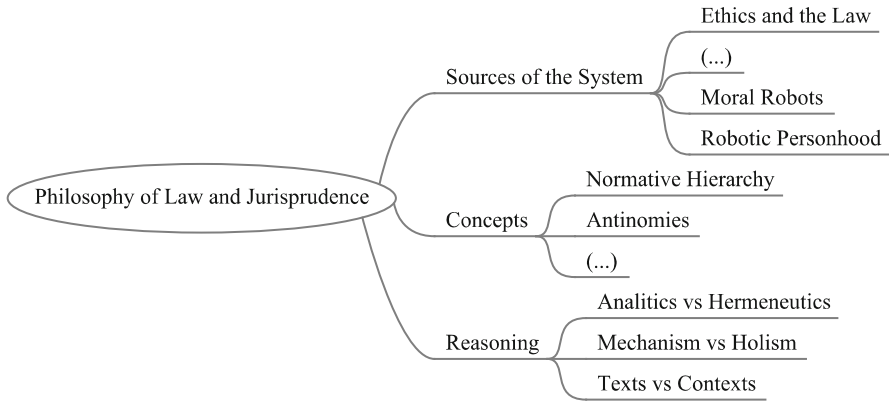 Philosophy of Law and Jurisprudence
Sources of the System
Ethics and the Law
(...)
Moral Robots
Robotic Personhood
Concepts
Normative Hierarchy
Antinomies
(...)
Reasoning
Analitics vs Hermeneutics
Mechanism vs Holism
Texts vs Contexts